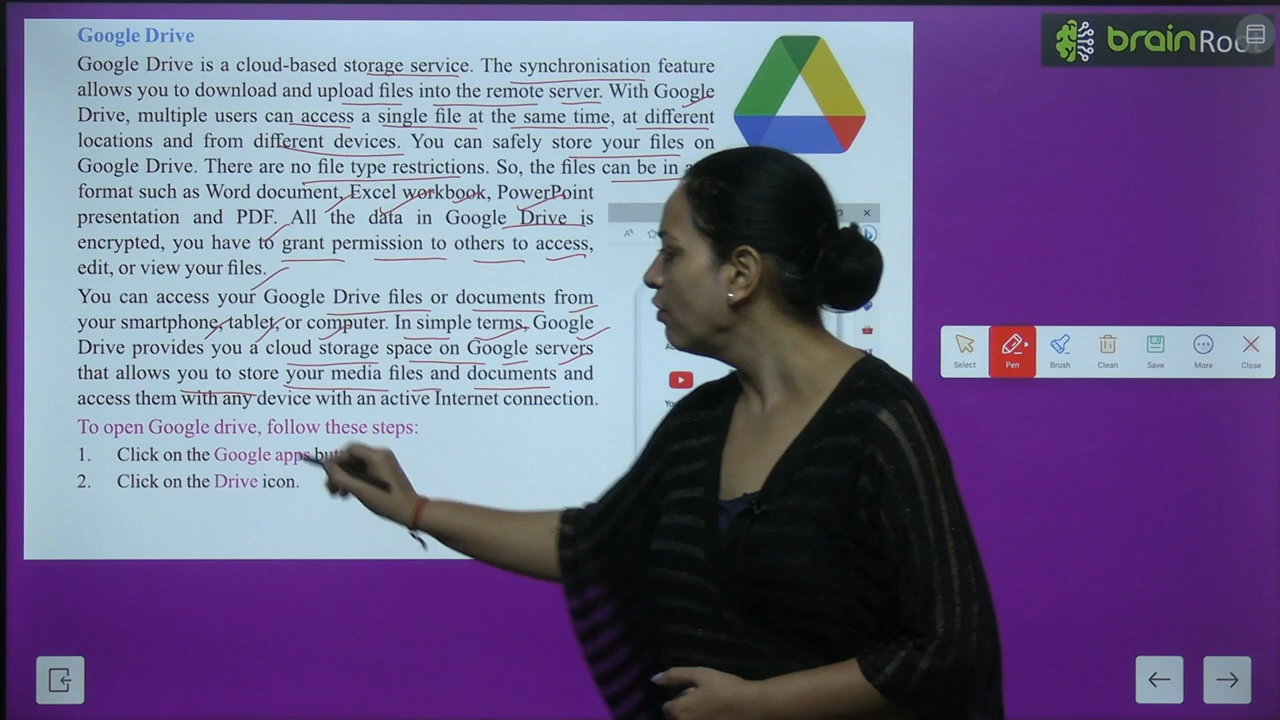 Google Drive
Google Drive is a cloud-based storage service. The synchronisation feature
allows you to download and upload files into the remote server. With Google
Drive, multiple users can access a single file at the same time, at different
locations and from different devices. You can safely store your files on
Google Drive. There are no file type restrictions. So, the files can be in
format such as Word document, Excel workbook, PowerPoint
presentation and PDF. All the data in Google Drive is
encrypted, you have to grant permission to others to access,
edit, or view your files.
You can access your Google Drive files or documents from
your smartphone, tablet, or computer. In simple terms, Google
Drive provides you a cloud storage space on Google servers
that allows you to store your media files and documents and
access them with any device with an active Internet connection.
To open Google drive, follow these steps:
1. Click on the Google apps
2. Click on the Drive icon.
brain
Select
Pen
Brush
Clean
Save
More
Close